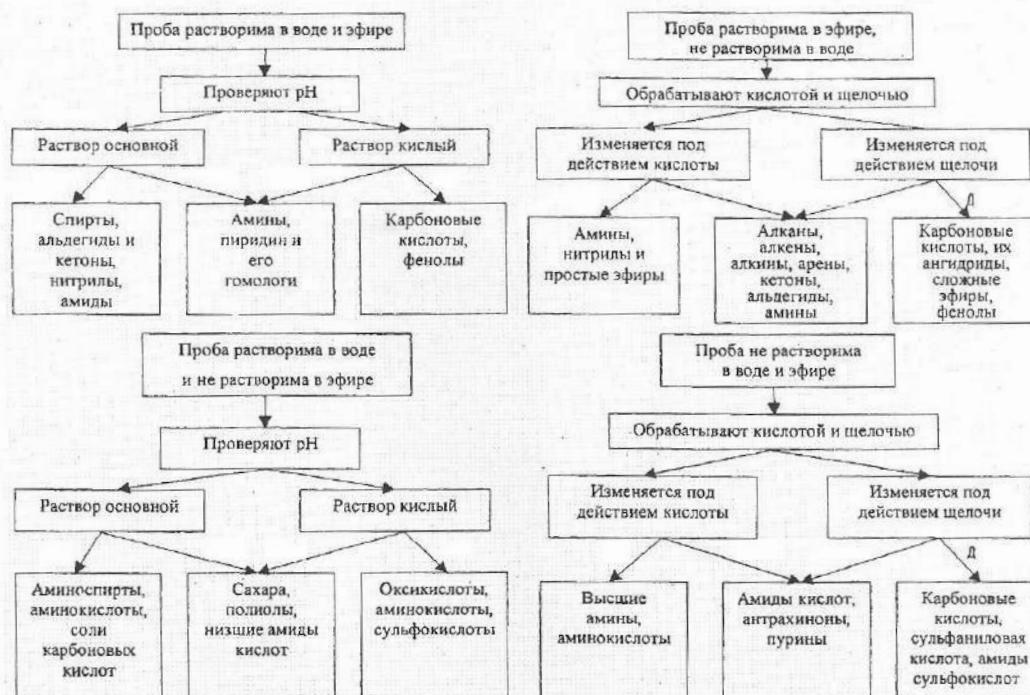 Проба растворима в воде и эфире
Проверяют pH
Раствор основной
Раствор кислый
Спирты,
альдегиды и
кетоны,
нитрилы,
амиды
Амины,
пиридин и
его
гомологи
Карбоновые
кислоты,
фенолы
Проба растворима в эфире,
не растворима в воде
Обрабатывают кислотой и щелочью
Изменяется под
действием кислоты
Изменяется под
действием щелочи
Д
Амины,
нитрилы и
простые эфиры
Алканы,
алкены,
алкины, арены,
кетоны,
альдегиды,
амины
Карбоновые
кислоты, их
ангидриды,
сложные
эфиры,
фенолы
Проба растворима в воде
и не растворима в эфире
Проверяют pH
Раствор основной
Раствор кислый
Аминоспирты,
аминокислоты,
соли
карбоновых
кислот
Сахара,
полиолы,
низшие амиды
кислот
Оксикислоты,
аминокислоты,
сульфокислоты
Проба не растворима
в воде и эфире
Обрабатывают кислотой и щелочью
Изменяется под
действием кислоты
Изменяется под
действием щелочи
Д
Высшие
амины,
аминокислоты
Амиды кислот,
антрахиноны,
пурины
Карбоновые
кислоты,
сульфаниловая
кислота, амиды
сульфокислот